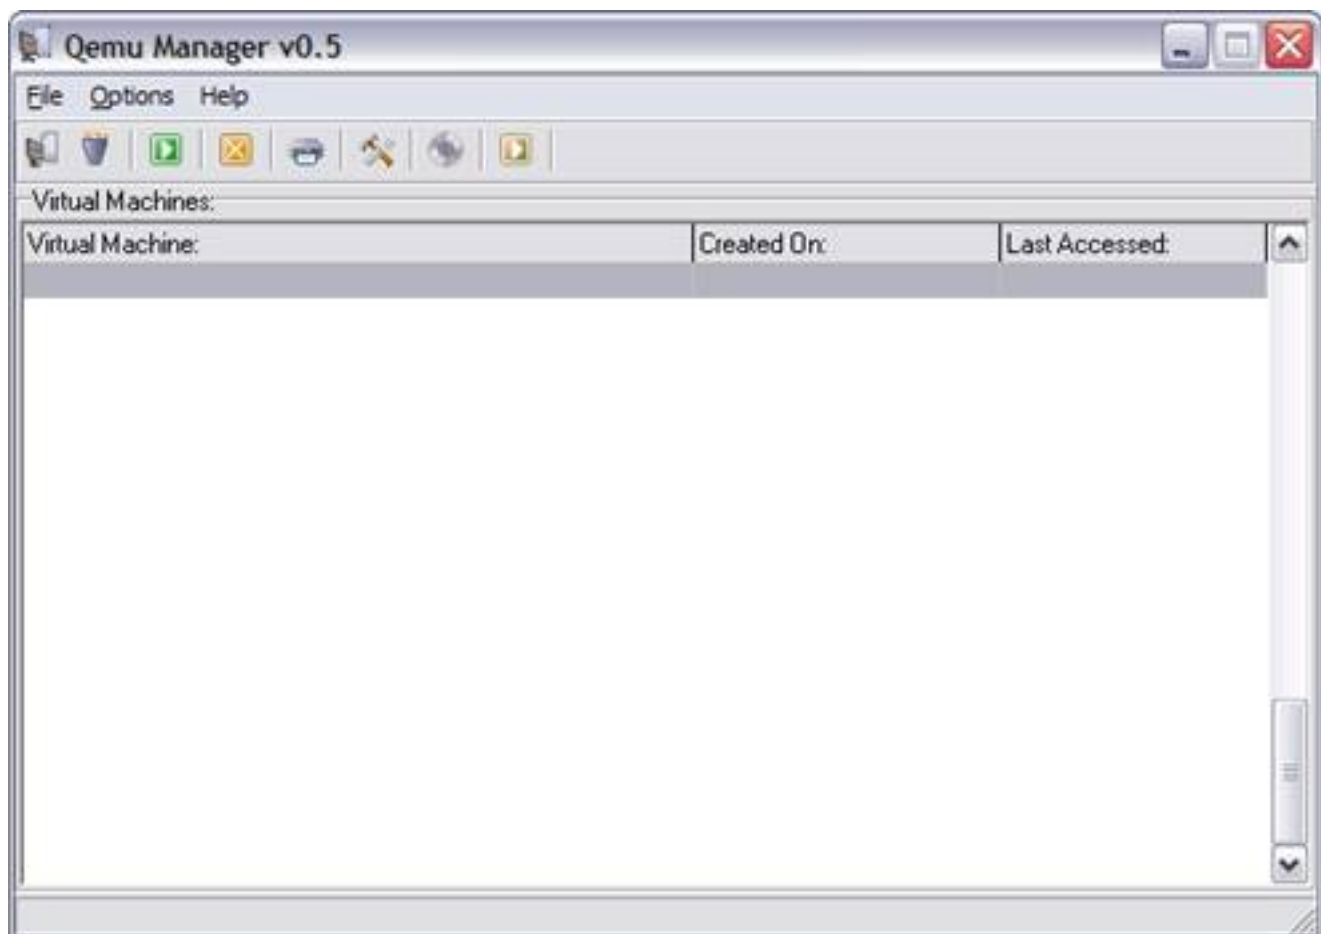 Qemu Manager v0.5
File Options Help
Virtual Machines:
Virtual Machine: Created On: Last Accessed: